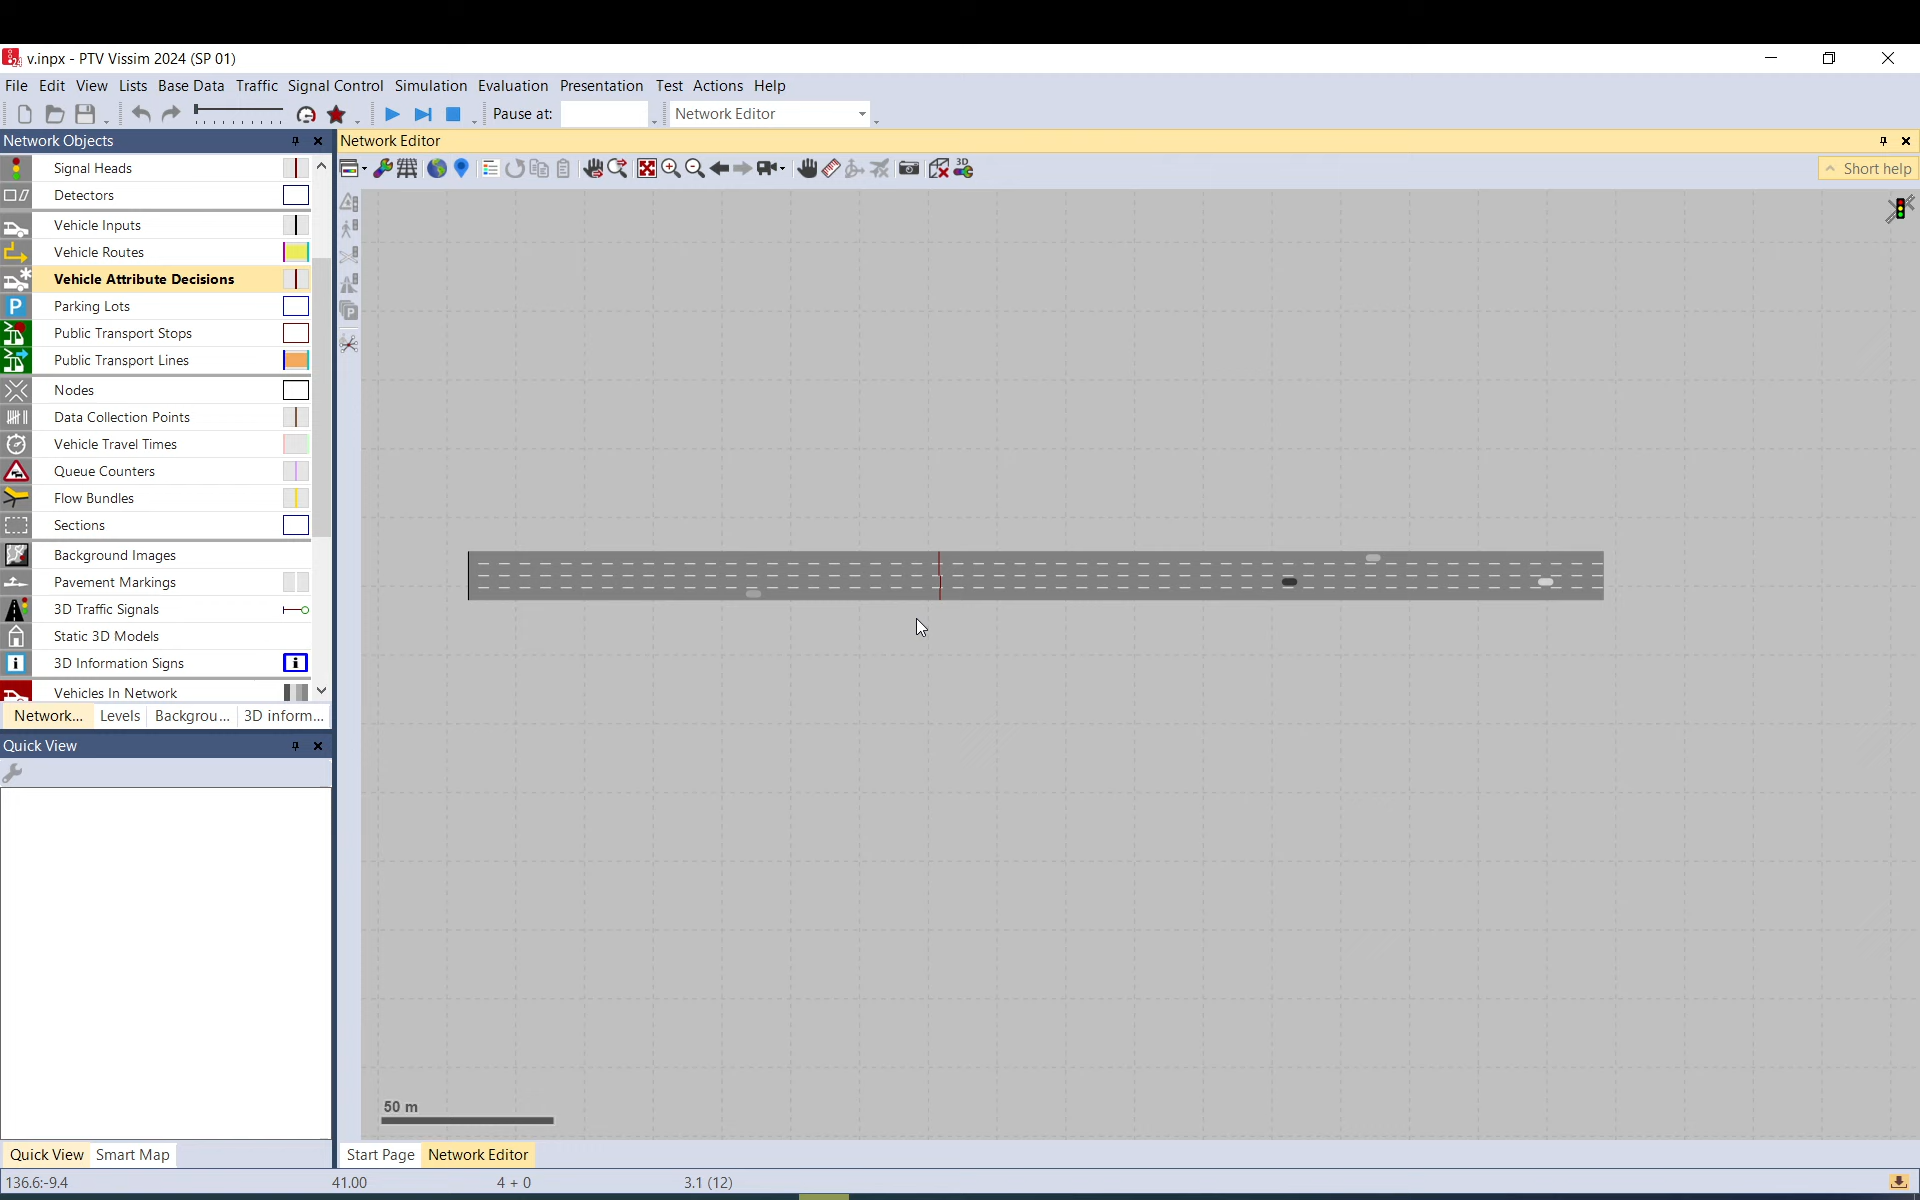 v.inpx - PTV Vissim 2024 (SP 01)
File Edit View Lists Base Data Traffic Signal Control Simulation Evaluation Presentation Test Actions Help
Pause at: Network Editor
Network Objects
Network Editor
Short help
Signal Heads
Detectors
Vehicle Inputs
Vehicle Routes
Vehicle Attribute Decisions
Parking Lots
Public Transport Stops
Public Transport Lines
Nodes
Data Collection Points
Vehicle Travel Times
Queue Counters
Flow Bundles
Sections
Background Images
Pavement Markings
3D Traffic Signals
Static 3D Models
3D Information Signs
Vehicles In Network
Network... Levels Backgrou... 3D inform...
Quick View
50 m
Quick View Smart Map
Start Page Network Editor
136.6:-9.4 41.00 4 + 0 3.1 (12)